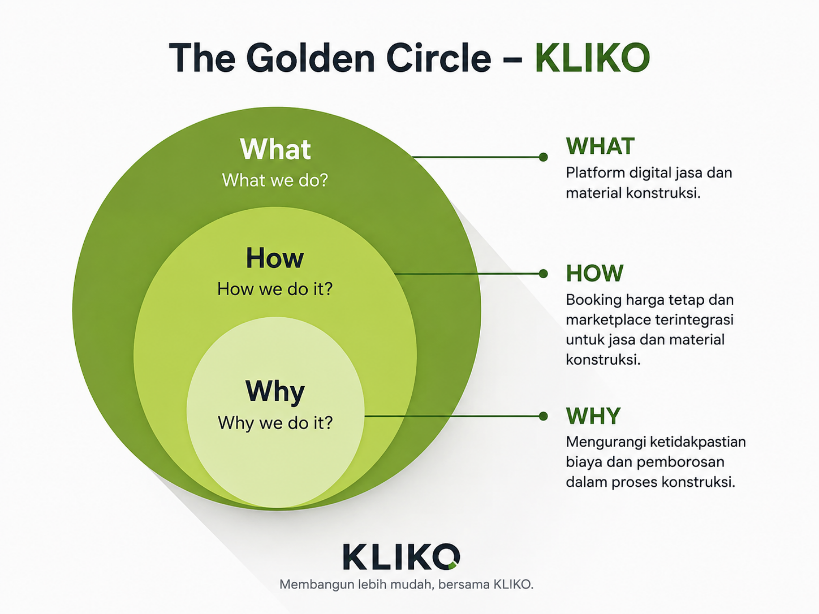 The Golden Circle – KLIKO
What
What we do?
How
How we do it?
Why
Why we do it?
WHAT
Platform digital jasa dan
material konstruksi.
HOW
Booking harga tetap dan
marketplace terintegrasi
untuk jasa dan material
konstruksi.
WHY
Mengurangi ketidakpastian
biaya dan pemborosan
dalam proses konstruksi.
KLIKO
Membangun lebih mudah, bersama KLIKO.